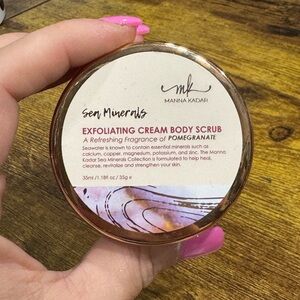 mk
MANNA KADAR
Sea Minerals
EXFOLIATING CREAM BODY SCRUB
A Refreshing Fragrance of POMEGRANATE
Seawater is known to contain essential minerals such as
calcium, copper, magnesium, potassium, and zinc. The Manna
Kadar Sea Minerals Collection is formulated to help heal,
cleanse, revitalize and strengthen your skin.
35ml /1.18fl oz / 35g e